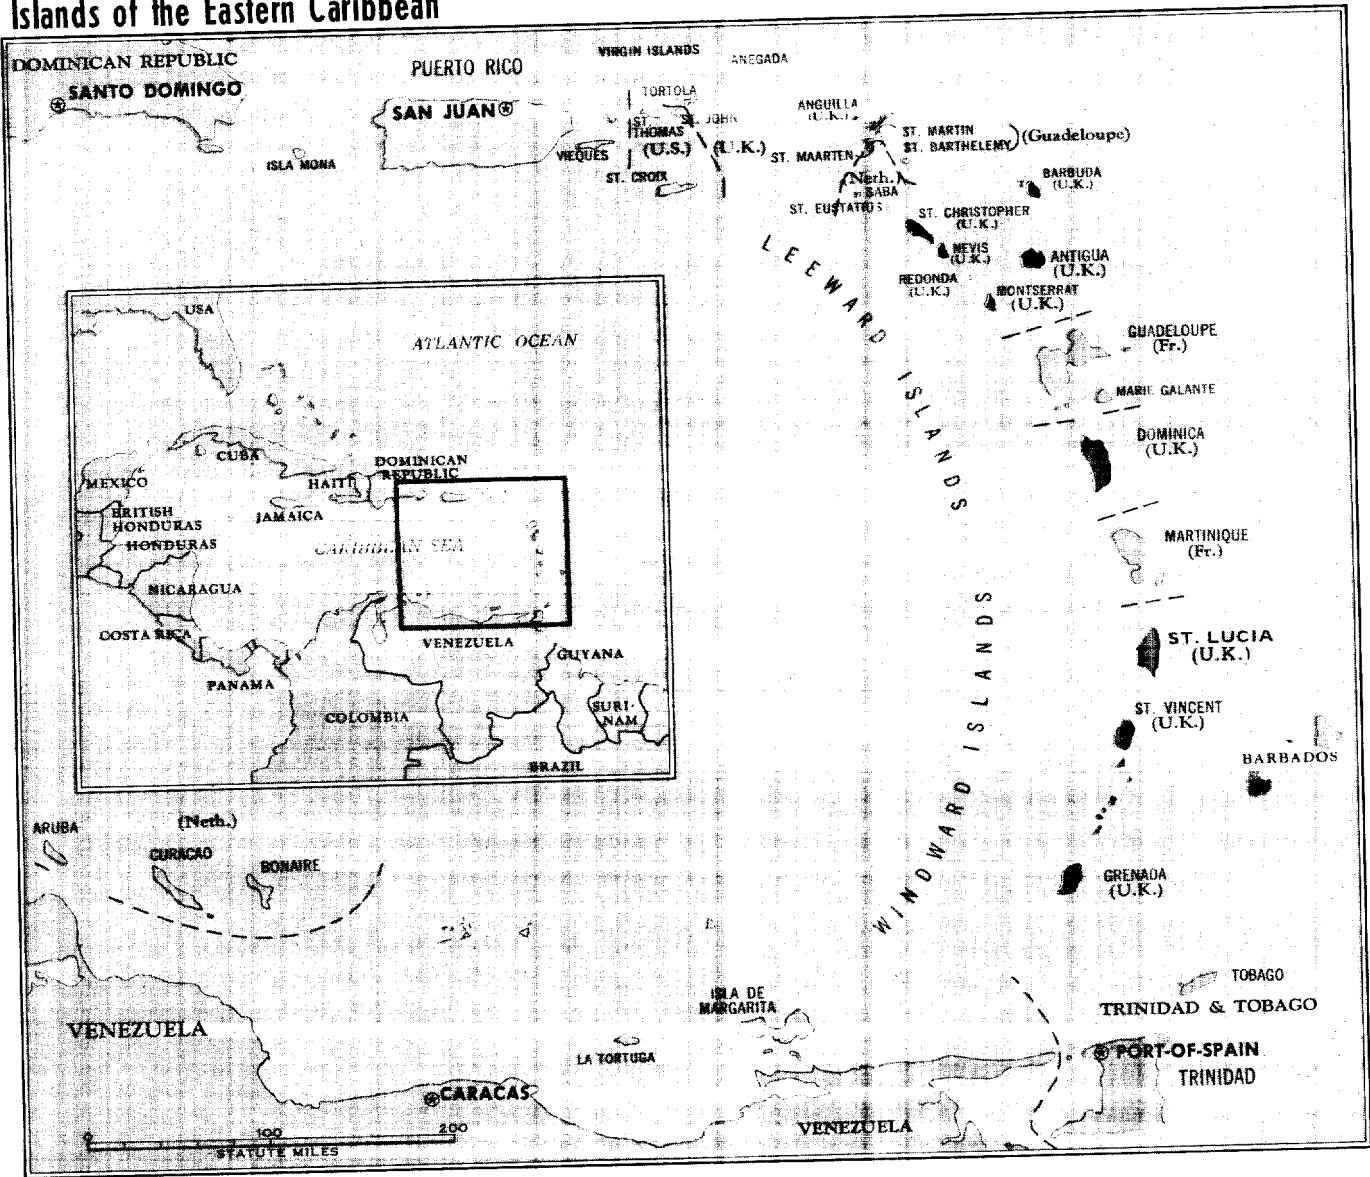 Islands of the Eastern Caribbean
DOMINICAN REPUBLIC
SANTO DOMINGO
PUERTO RICO
SAN JUAN
ISLA MONA
VIRGIN ISLANDS
ANEGADA
TORTOLA
ST. THOMAS
ST. JOHN
(U.S.)
(U.K.)
VIEQUES
ST. CROIX
ANGUILLA
(U.K.)
ST. MARTIN
ST. BARTHELEMY
(Guadeloupe)
ST. MAARTEN
(Neth.)
SABA
ST. EUSTATIUS
BARBUDA
(U.K.)
ST. CHRISTOPHER
(U.K.)
NEVIS
(U.K.)
ANTIGUA
(U.K.)
REDONDA
(U.K.)
MONTSERRAT
(U.K.)
LEEWARD ISLANDS
GUADELOUPE
(Fr.)
MARIE GALANTE
DOMINICA
(U.K.)
MARTINIQUE
(Fr.)
WINDWARD ISLANDS
ST. LUCIA
(U.K.)
ST. VINCENT
(U.K.)
BARBADOS
GRENADA
(U.K.)
USA
ATLANTIC OCEAN
CUBA
MEXICO
HAITI
DOMINICAN
REPUBLIC
JAMAICA
BRITISH
HONDURAS
HONDURAS
CARIBBEAN SEA
NICARAGUA
COSTA RICA
PANAMA
VENEZUELA
GUYANA
COLOMBIA
SURI-
NAM
BRAZIL
ARUBA
(Neth.)
CURACAO
BONAIRE
TOBAGO
TRINIDAD & TOBAGO
ISLA DE
MARGARITA
VENEZUELA
LA TORTUGA
PORT-OF-SPAIN
TRINIDAD
CARACAS
VENEZUELA
0 100 200
STATUTE MILES